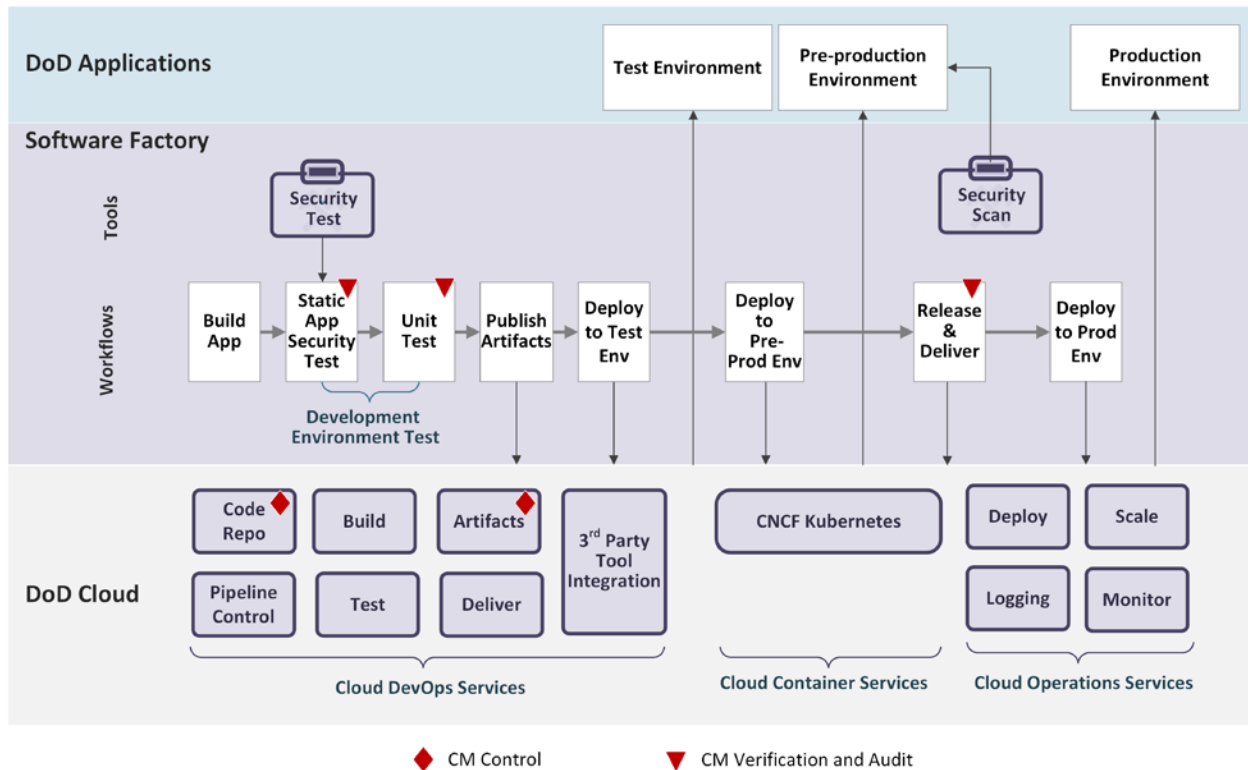 DoD Applications
Test Environment
Pre-production
Environment
Production
Environment
Software Factory
Tools
Security
Test
Security
Scan
Workflows
Build
App
Static
App
Security
Test
Unit
Test
Publish
Artifacts
Deploy
to Test
Env
Deploy
to
Pre-
Prod Env
Release
&
Deliver
Deploy
to Prod
Env
Development
Environment Test
DoD Cloud
Code
Repo
Build
Artifacts
3rd Party
Tool
Integration
Pipeline
Control
Test
Deliver
CNCF Kubernetes
Deploy
Scale
Logging
Monitor
Cloud DevOps Services
Cloud Container Services
Cloud Operations Services
CM Control
CM Verification and Audit